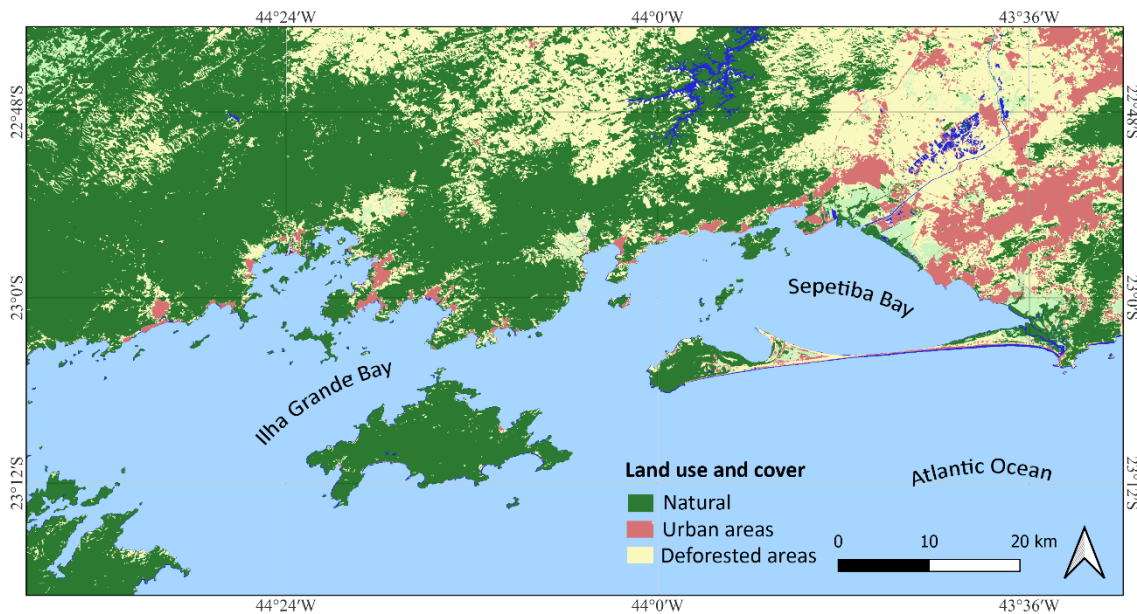 44°24'W 44°0'W 43°36'W
22°48'S 22°48'S
23°0'S 23°0'S
Sepetiba Bay
Ilha Grande Bay
23°12'S 23°12'S
Atlantic Ocean
Land use and cover
Natural
Urban areas
Deforested areas
0 10 20 km
44°24'W 44°0'W 43°36'W